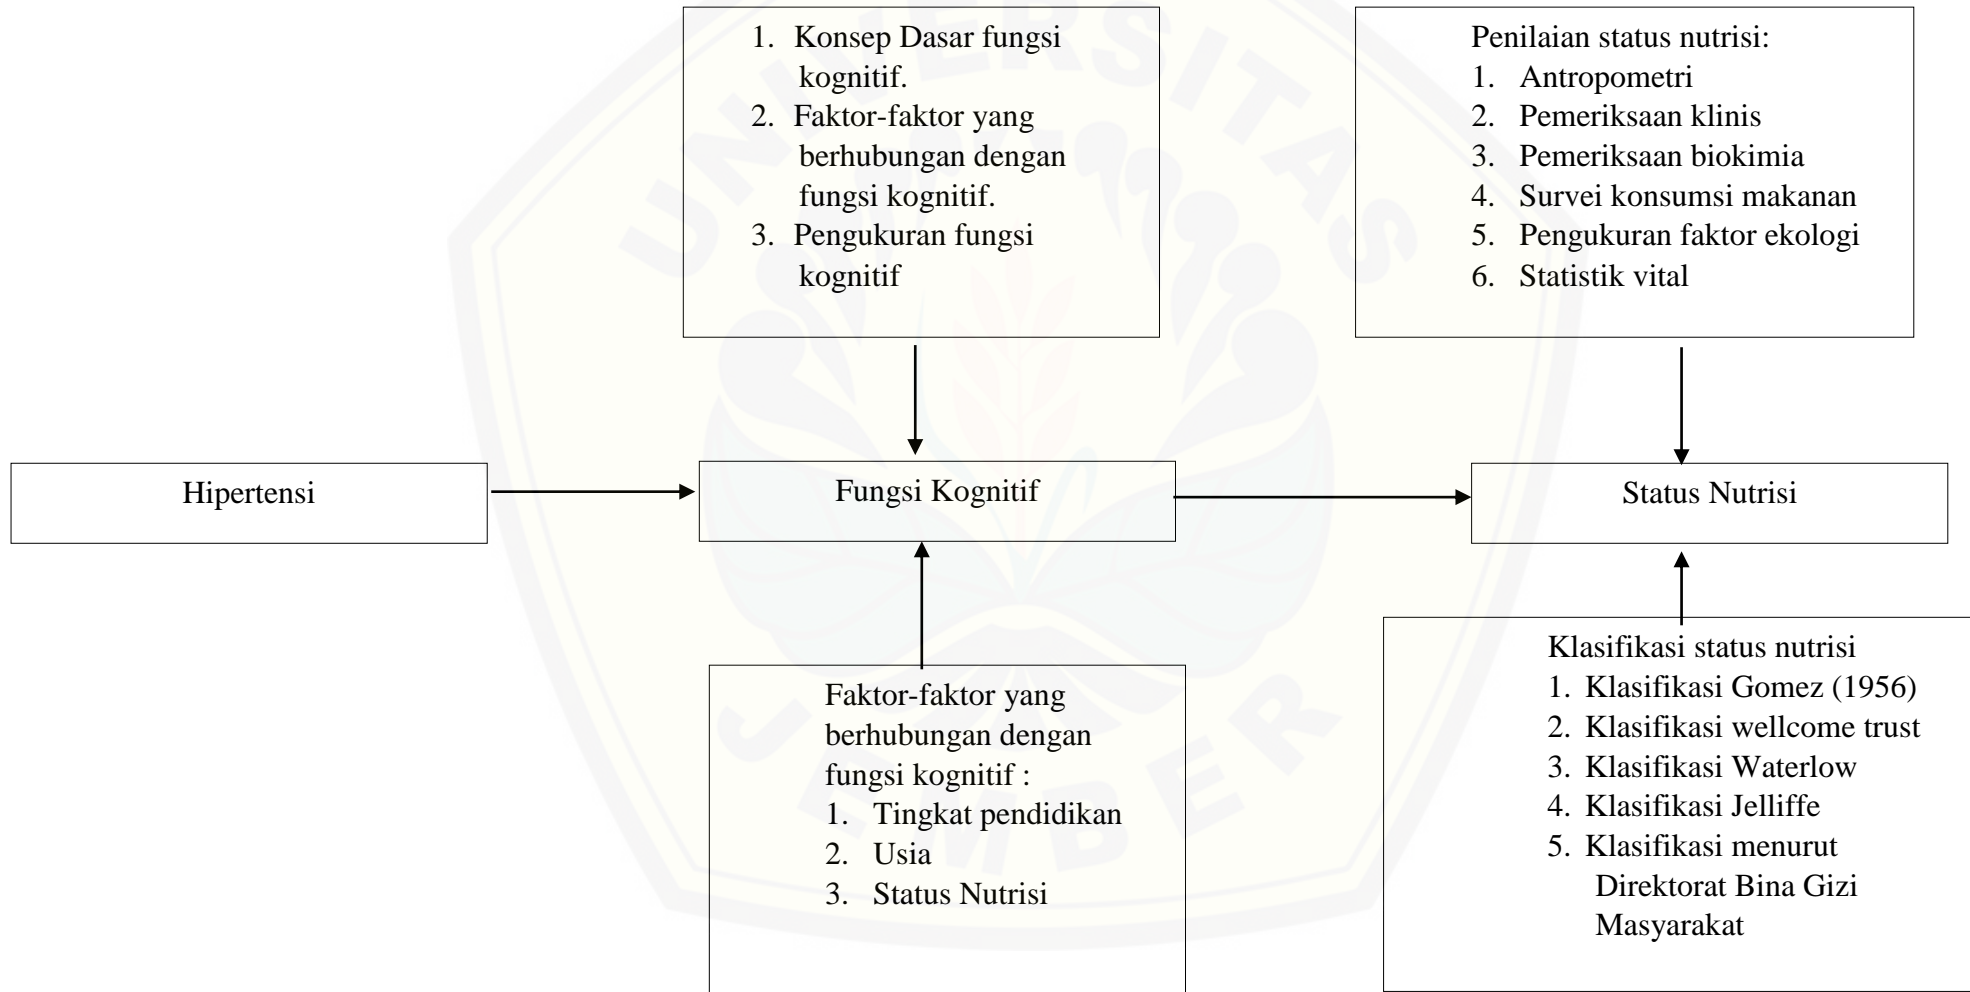 1. Konsep Dasar fungsi
kognitif.
2. Faktor-faktor yang
berhubungan dengan
fungsi kognitif.
3. Pengukuran fungsi
kognitif
Penilaian status nutrisi:
1. Antropometri
2. Pemeriksaan klinis
3. Pemeriksaan biokimia
4. Survei konsumsi makanan
5. Pengukuran faktor ekologi
6. Statistik vital
Hipertensi
Fungsi Kognitif
Status Nutrisi
Faktor-faktor yang
berhubungan dengan
fungsi kognitif :
1. Tingkat pendidikan
2. Usia
3. Status Nutrisi
Klasifikasi status nutrisi
1. Klasifikasi Gomez (1956)
2. Klasifikasi wellcome trust
3. Klasifikasi Waterlow
4. Klasifikasi Jelliffe
5. Klasifikasi menurut
Direktorat Bina Gizi
Masyarakat
UNIVERSITAS
JEMBER